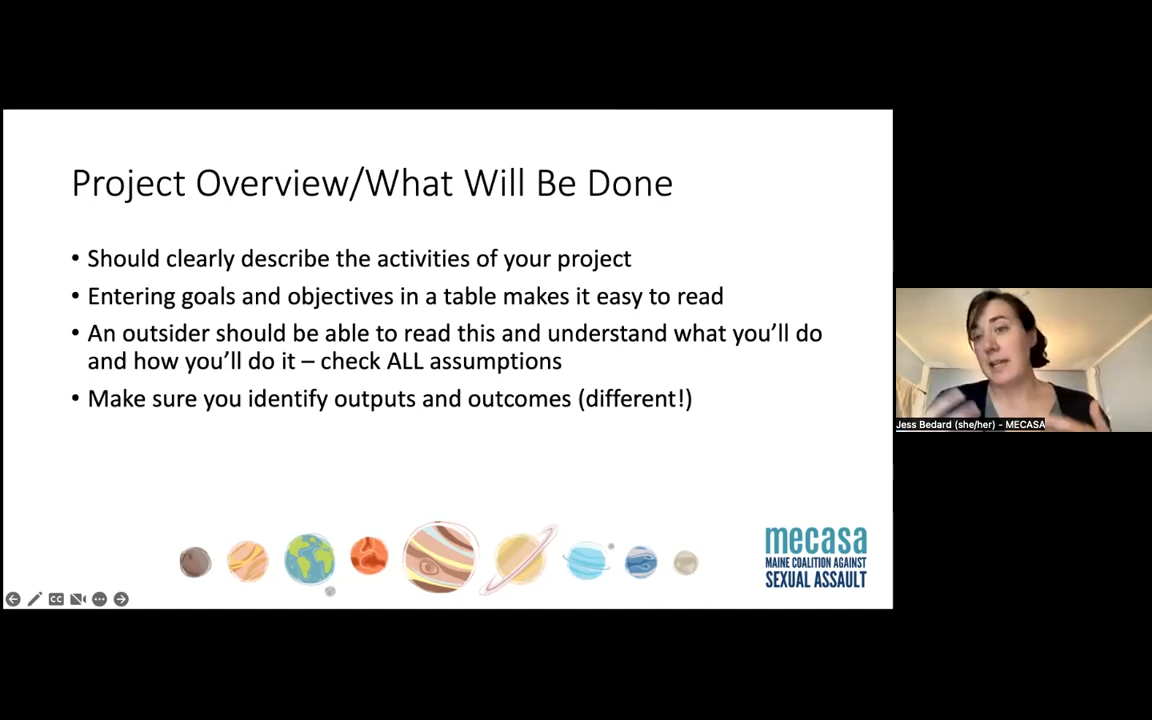 Project Overview/What Will Be Done
• Should clearly describe the activities of your project
• Entering goals and objectives in a table makes it easy to read
• An outsider should be able to read this and understand what you’ll do
and how you’ll do it – check ALL assumptions
• Make sure you identify outputs and outcomes (different!)
Jess Bedard (she/her) - MECASA
mecasa
MAINE COALITION AGAINST
SEXUAL ASSAULT
CC